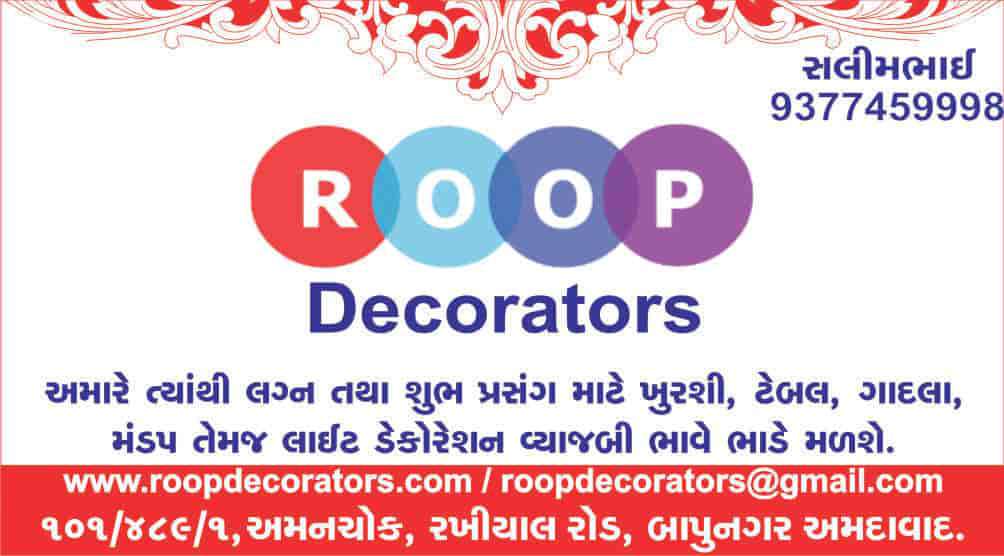 સલીમભાઈ
9377459998
ROOP
Decorators
અમારે ત્યાંથી લગ્ન તથા શુભ પ્રસંગ માટે ખુરશી, ટેબલ, ગાદલા,
મંડપ તેમજ લાઈટ ડેકોરેશન વ્યાજબી ભાવે ભાડે મળશે.
www.roopdecorators.com / roopdecorators@gmail.com
૧૦૧/૪૮૯/૧, અમનચોક, રખીયાલ રોડ, બાપુનગર અમદાવાદ.